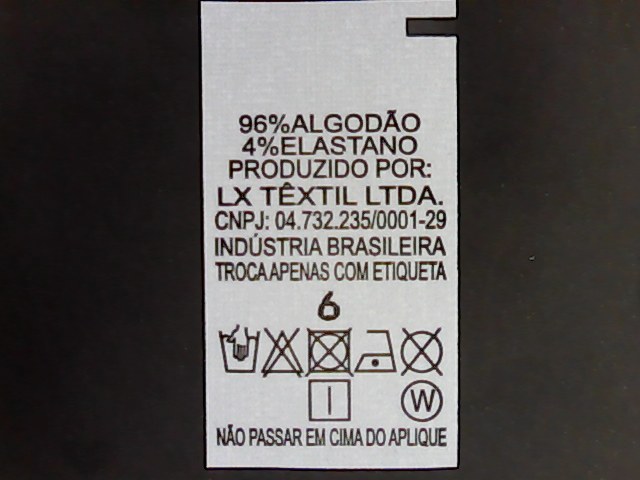 96%ALGODÃO
4%ELASTANO
PRODUZIDO POR:
LX TÊXTIL LTDA.
CNPJ: 04.732.235/0001-29
INDÚSTRIA BRASILEIRA
TROCA APENAS COM ETIQUETA
6
W
NÃO PASSAR EM CIMA DO APLIQUE